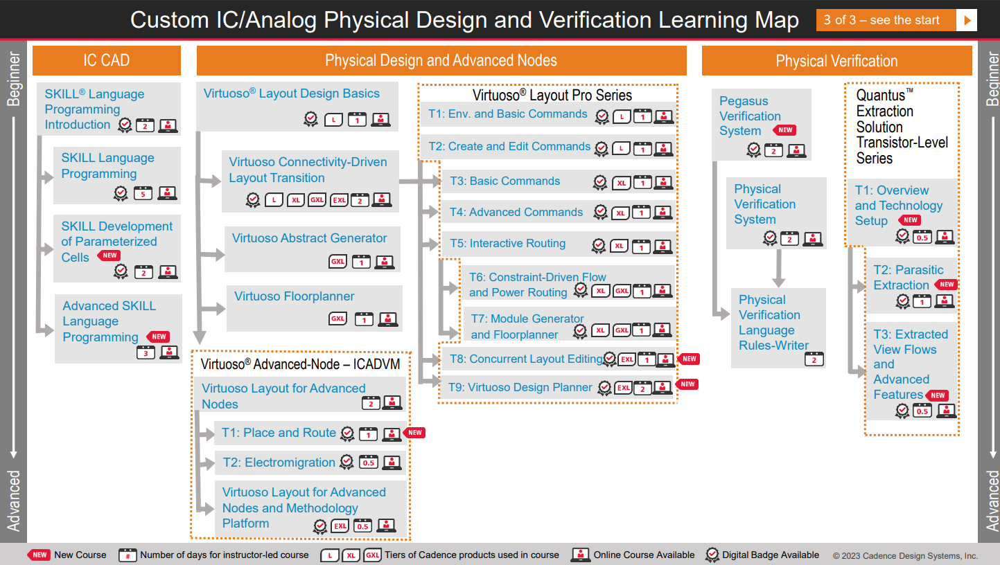 Custom IC/Analog Physical Design and Verification Learning Map
3 of 3 – see the start
Beginner
Advanced
IC CAD
SKILL® Language
Programming
Introduction
2
SKILL Language
Programming
5
SKILL Development
of Parameterized
Cells
NEW
2
Advanced SKILL
Language
Programming
NEW
3
Physical Design and Advanced Nodes
Virtuoso® Layout Design Basics
L 1
Virtuoso Connectivity-Driven
Layout Transition
L XL GXL EXL 2
Virtuoso Abstract Generator
GXL 1
Virtuoso Floorplanner
GXL 1
Virtuoso® Advanced-Node – ICADVM
Virtuoso Layout for Advanced
Nodes
2
T1: Place and Route 1 NEW
T2: Electromigration 0.5
Virtuoso Layout for Advanced
Nodes and Methodology
Platform
EXL 0.5
Virtuoso® Layout Pro Series
T1: Env. and Basic Commands L 1
T2: Create and Edit Commands L 1
T3: Basic Commands XL 1
T4: Advanced Commands XL 1
T5: Interactive Routing XL 1
T6: Constraint-Driven Flow
and Power Routing XL GXL 1
T7: Module Generator
and Floorplanner XL GXL 1
T8: Concurrent Layout Editing EXL 1 NEW
T9: Virtuoso Design Planner EXL 2 NEW
Physical Verification
Pegasus
Verification
System NEW
2
Physical
Verification
System
2
Physical
Verification
Language
Rules-Writer
2
Quantus™
Extraction
Solution
Transistor-Level
Series
T1: Overview
and Technology
Setup NEW
0.5
T2: Parasitic
Extraction NEW
1
T3: Extracted
View Flows
and
Advanced
Features NEW
0.5
Beginner
Advanced
NEW New Course # Number of days for instructor-led course L XL GXL Tiers of Cadence products used in course Online Course Available Digital Badge Available © 2023 Cadence Design Systems, Inc.